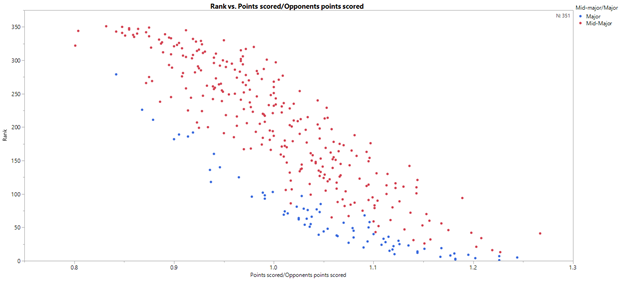 Rank vs. Points scored/Opponents points scored
Mid-major/Major
N: 351
Major
Mid-Major
350
300
250
200
150
100
50
0
Rank
0.8
0.9
1.0
1.1
1.2
1.3
Points scored/Opponents points scored